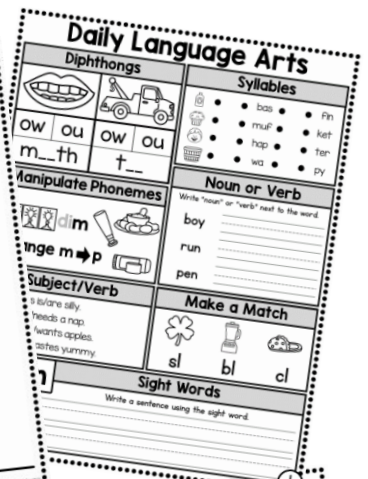 Daily Language Arts
Diphthongs
ow ou
m__th
ow ou
t__
Syllables
bas fin
muf ket
hap ter
wa py
Manipulate Phonemes
dim
m p
Noun or Verb
Write "noun" or "verb" next to the word.
boy
run
pen
Subject/Verb
is/are silly.
needs a nap.
/wants apples.
yummy.
Make a Match
sl bl cl
Sight Words
Write a sentence using the sight word.